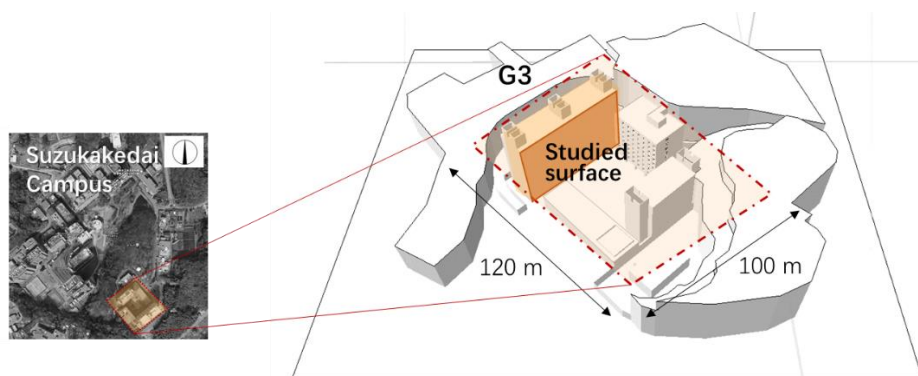 G3
Suzukakedai
Campus
Studied
surface
120 m
100 m